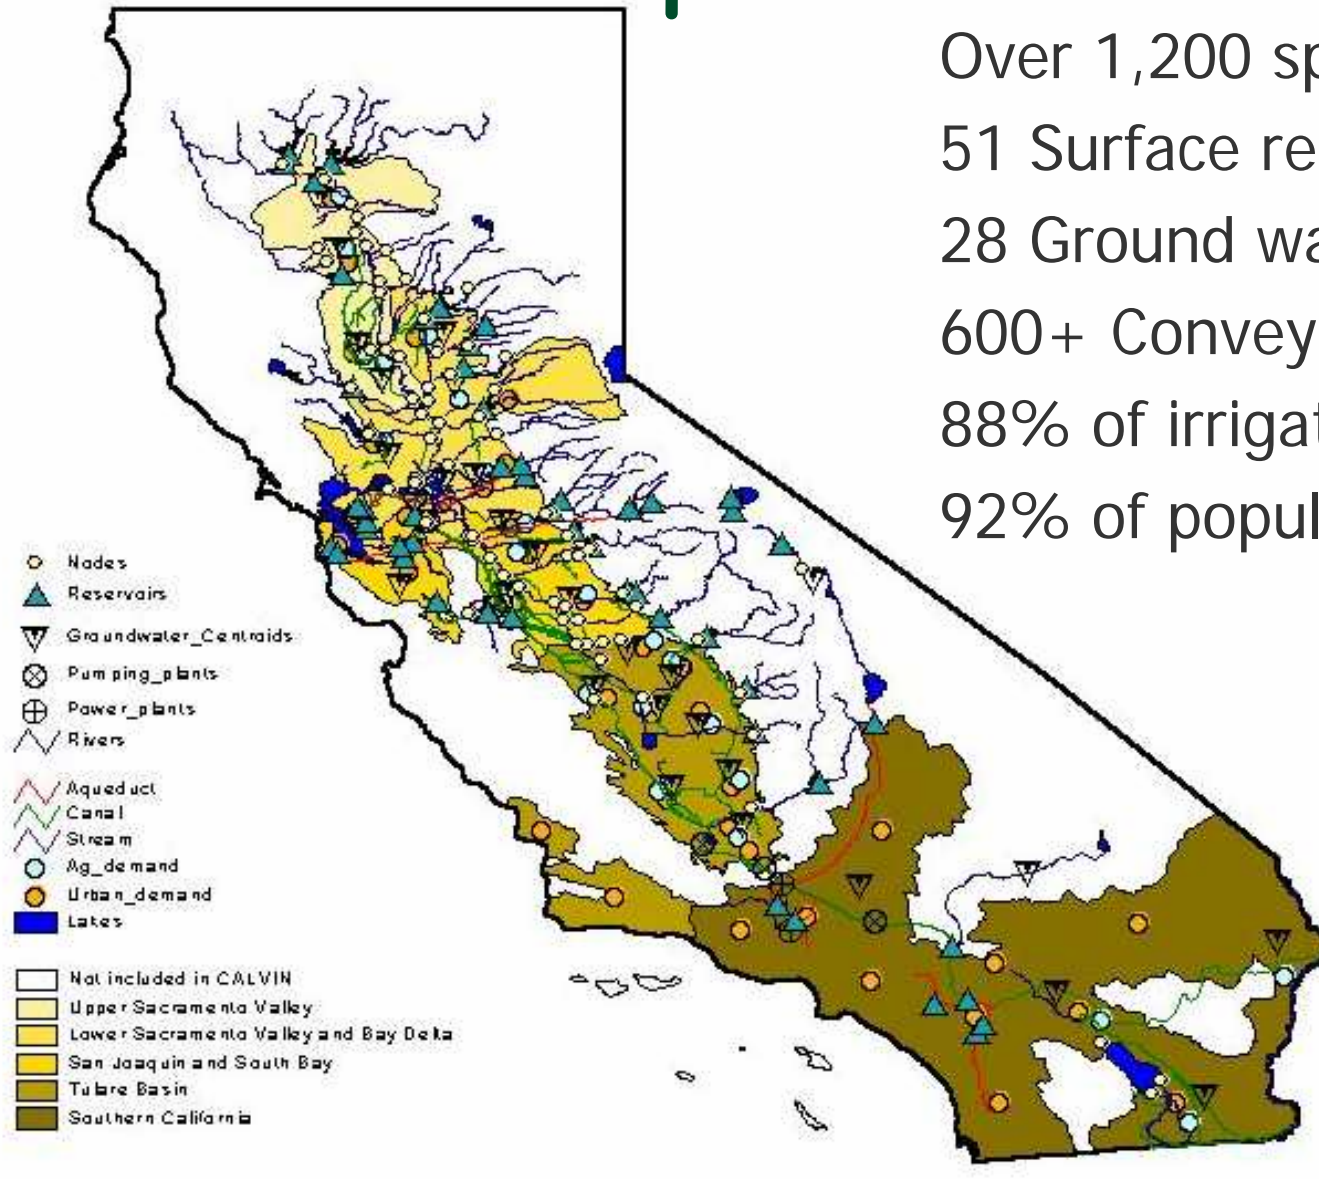 Over 1,200 sp
51 Surface re
28 Ground wa
600+ Convey
88% of irrigat
92% of popul
Nodes
Reservoirs
Groundwater_Centroids
Pumping_plants
Power_plants
Rivers
Aqueduct
Canal
Stream
Ag_demand
Urban_demand
Lakes
Not included in CALVIN
Upper Sacramento Valley
Lower Sacramento Valley and Bay Delta
San Joaquin and South Bay
Tulare Basin
Southern California